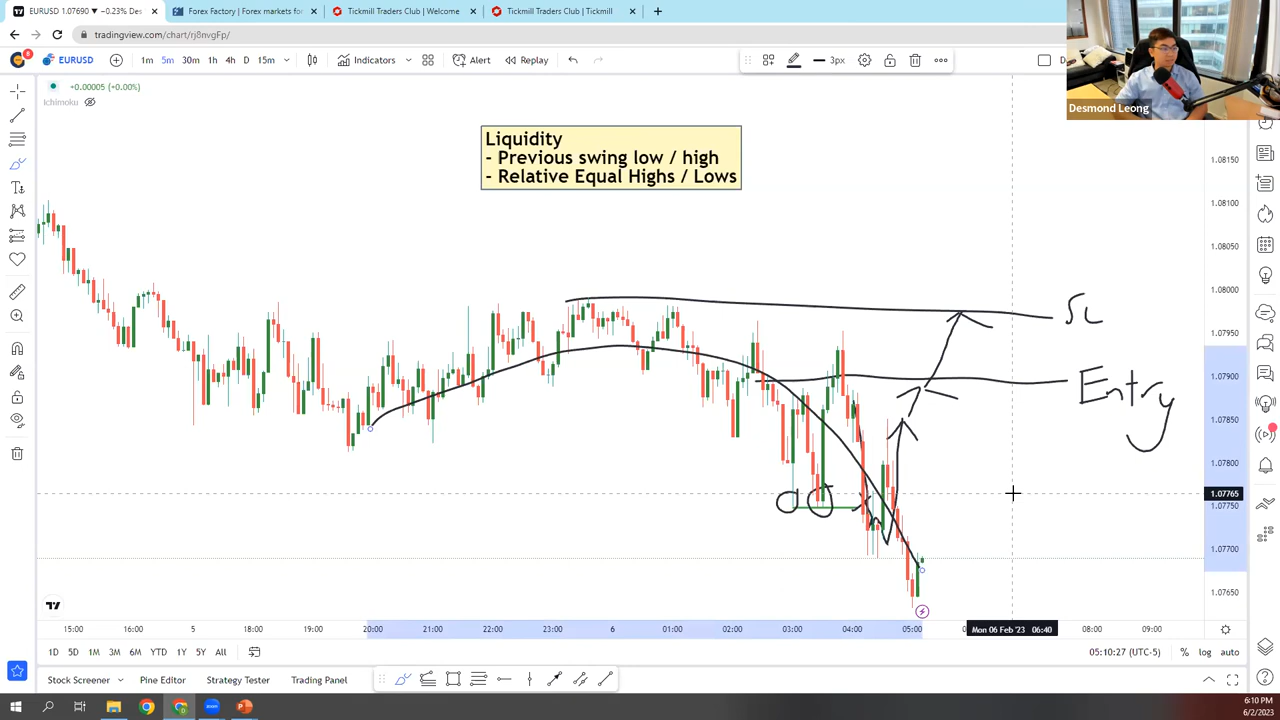 EURUSD 1.07690 ▼ −0.23% Des
Forex Factory | Forex markets for
Tickmill Traders Club | Welcome
Tickmill Traders Club | Tickmill
tradingview.com/chart/rj8nvgFp/
8
EURUSD
1m 5m 30m 1h 4h D 15m
Indicators
Alert
Replay
3px
D
Desmond Leong
+0.00005 (+0.00%)
Ichimoku
Liquidity
- Previous swing low / high
- Relative Equal Highs / Lows
SL
Entry
1.08150
1.08100
1.08050
1.08000
1.07950
1.07900
1.07850
1.07800
1.07765
1.07750
1.07700
1.07650
15:00 16:00 5 18:00 19:00 20:00 21:00 22:00 23:00 6 01:00 02:00 03:00 04:00 05:00 Mon 06 Feb '23 06:40 08:00 09:00
1D 5D 1M 3M 6M YTD 1Y 5Y All
05:10:27 (UTC-5) % log auto
Stock Screener Pine Editor Strategy Tester Trading Panel
6:10 PM
6/2/2023